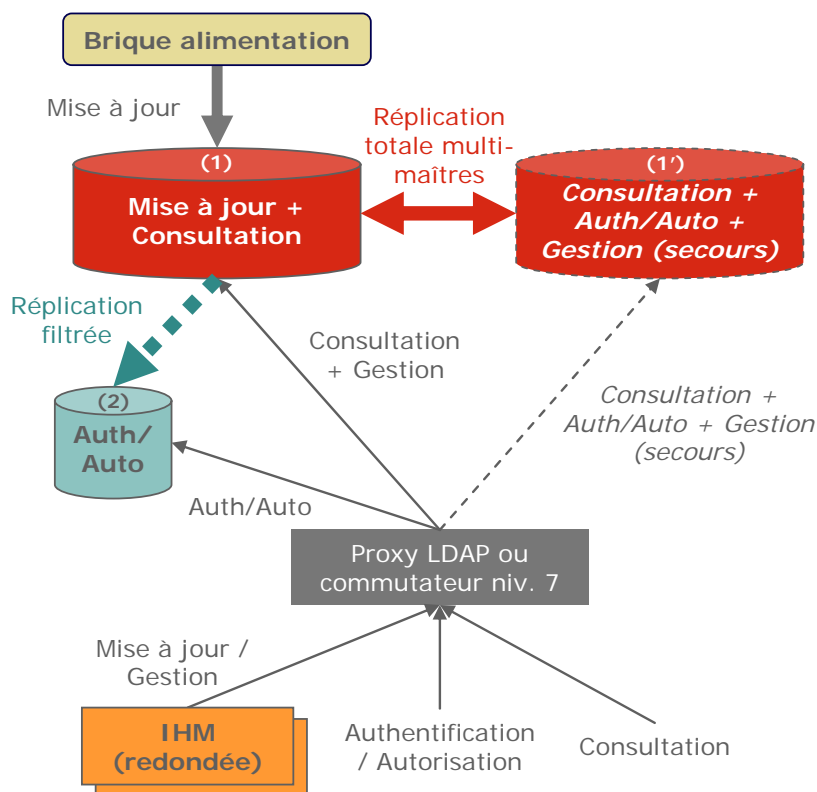 Brique alimentation
Mise à jour
Réplication
totale multi-
maîtres
(1)
Mise à jour +
Consultation
(1')
Consultation +
Auth/Auto +
Gestion (secours)
Réplication
filtrée
Consultation
+ Gestion
Consultation +
Auth/Auto + Gestion
(secours)
(2)
Auth/
Auto
Auth/Auto
Proxy LDAP ou
commutateur niv. 7
Mise à jour /
Gestion
IHM
(redondée)
Authentification
/ Autorisation
Consultation